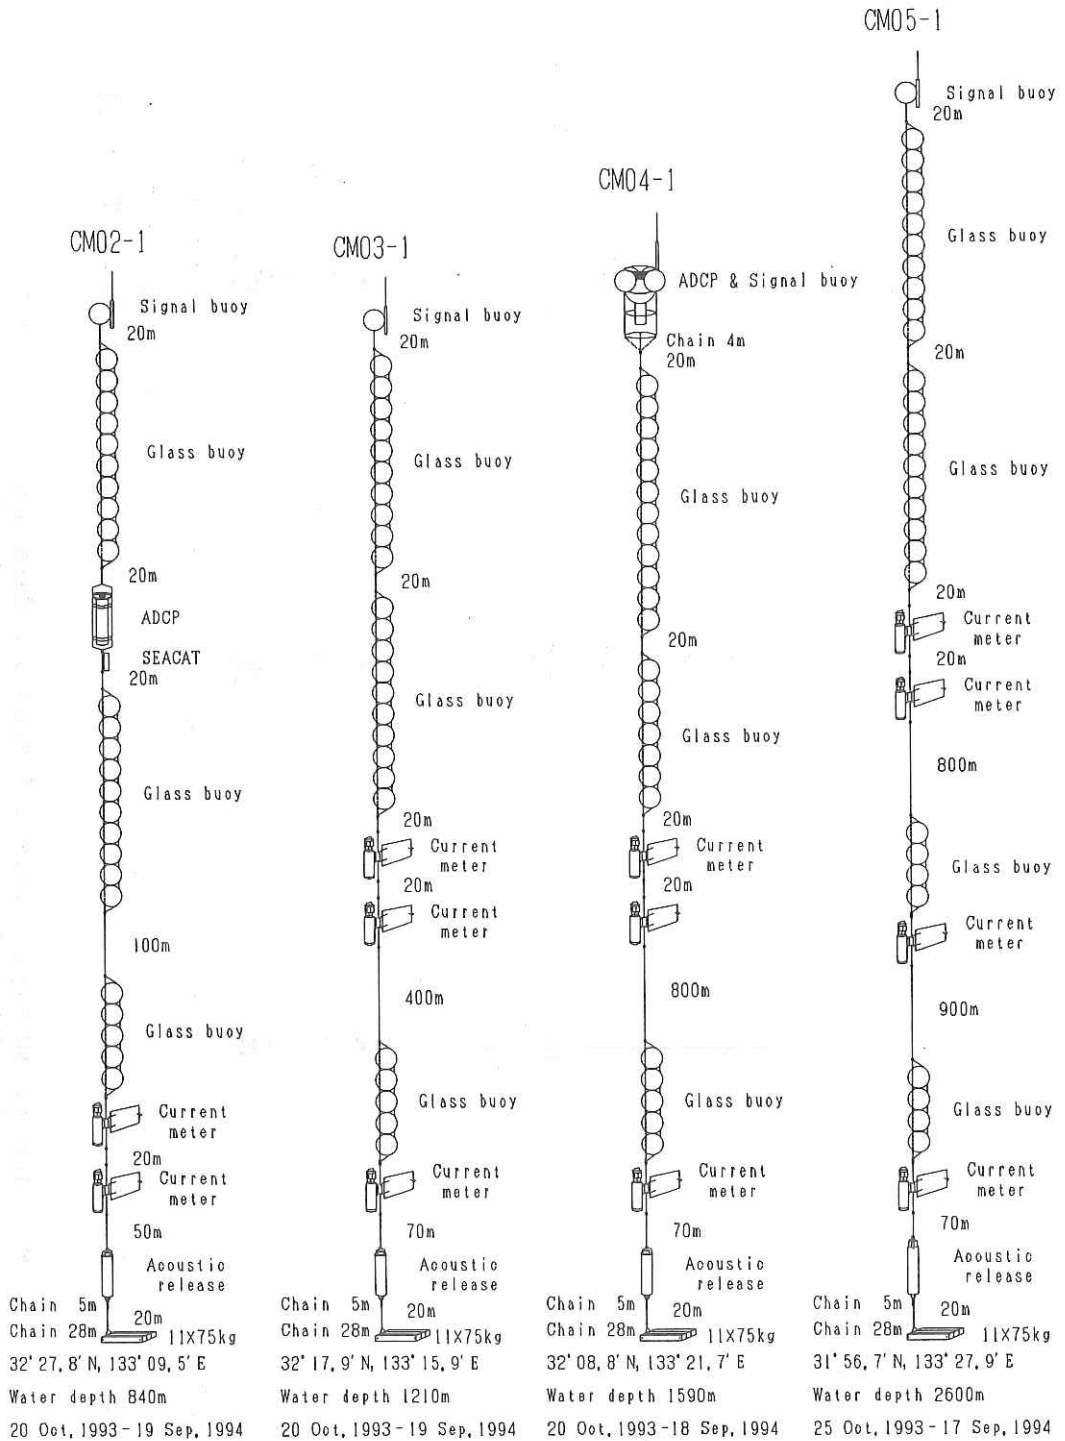 CM02-1
Signal buoy
20m
Glass buoy
20m
ADCP
SEACAT
20m
Glass buoy
100m
Glass buoy
Current
meter
20m
Current
meter
50m
Acoustic
release
Chain 5m
20m
Chain 28m
11X75kg
32° 27.8' N, 133° 09.5' E
Water depth 840m
20 Oct, 1993-19 Sep, 1994
CM03-1
Signal buoy
20m
Glass buoy
20m
Glass buoy
20m
Current
meter
20m
Current
meter
400m
Glass buoy
Current
meter
70m
Acoustic
release
Chain 5m
20m
Chain 28m
11X75kg
32° 17.9' N, 133° 15.9' E
Water depth 1210m
20 Oct, 1993-19 Sep, 1994
CM04-1
ADCP & Signal buoy
Chain 4m
20m
Glass buoy
20m
Glass buoy
20m
Current
meter
20m
800m
Glass buoy
Current
meter
70m
Acoustic
release
Chain 5m
20m
Chain 28m
11X75kg
32° 08.8' N, 133° 21.7' E
Water depth 1590m
20 Oct, 1993-18 Sep, 1994
CM05-1
Signal buoy
20m
Glass buoy
20m
Glass buoy
20m
Current
meter
20m
Current
meter
800m
Glass buoy
Current
meter
900m
Glass buoy
Current
meter
70m
Acoustic
release
Chain 5m
20m
Chain 28m
11X75kg
31° 56.7' N, 133° 27.9' E
Water depth 2600m
25 Oct, 1993-17 Sep, 1994